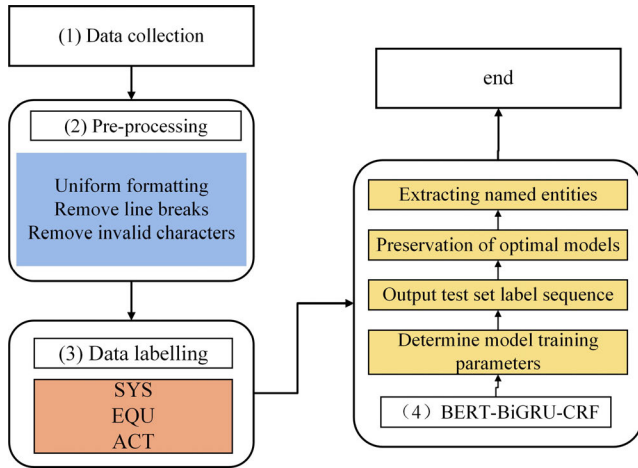 (1) Data collection
(2) Pre-processing
Uniform formatting
Remove line breaks
Remove invalid characters
(3) Data labelling
SYS
EQU
ACT
end
Extracting named entities
Preservation of optimal models
Output test set label sequence
Determine model training
parameters
（4）BERT-BiGRU-CRF